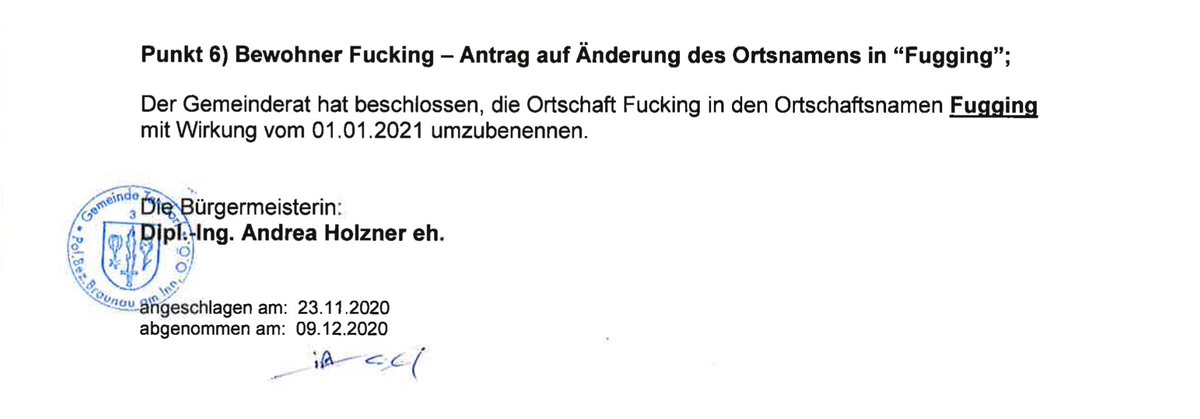 Punkt 6) Bewohner Fucking – Antrag auf Änderung des Ortsnamens in “Fugging”;
Der Gemeinderat hat beschlossen, die Ortschaft Fucking in den Ortschaftsnamen Fugging
mit Wirkung vom 01.01.2021 umzubenennen.
Die Bürgermeisterin:
Dipl.-Ing. Andrea Holzner eh.
Gemeinde
O.Ö.
Pol. Bez. Braunau am Inn
3
angeschlagen am: 23.11.2020
abgenommen am: 09.12.2020
iA